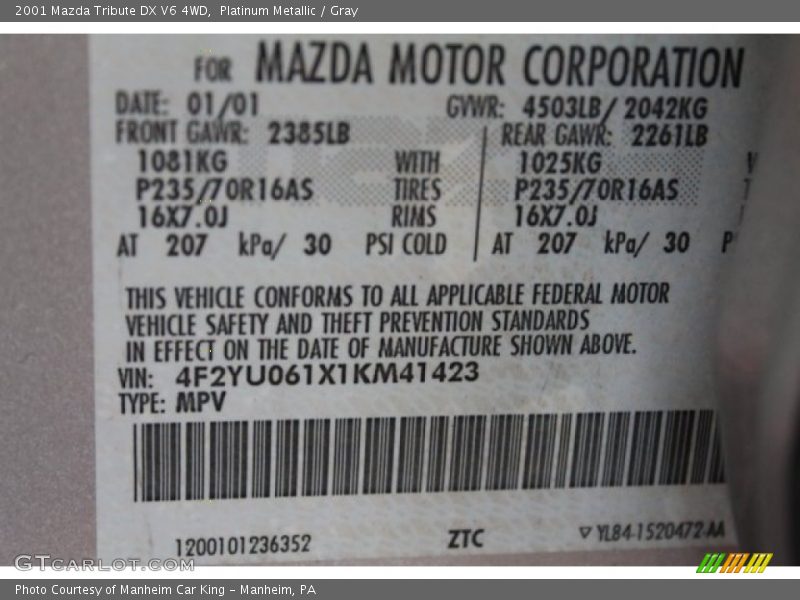 2001 Mazda Tribute DX V6 4WD, Platinum Metallic / Gray
FOR MAZDA MOTOR CORPORATION
DATE: 01/01 GVWR: 4503LB/ 2042KG
FRONT GAWR: 2385LB REAR GAWR: 2261LB
1081KG WITH 1025KG
P235/70R16AS TIRES P235/70R16AS
16X7.0J RIMS 16X7.0J
AT 207 kPa/ 30 PSI COLD AT 207 kPa/ 30
THIS VEHICLE CONFORMS TO ALL APPLICABLE FEDERAL MOTOR
VEHICLE SAFETY AND THEFT PREVENTION STANDARDS
IN EFFECT ON THE DATE OF MANUFACTURE SHOWN ABOVE.
VIN: 4F2YU061X1KM41423
TYPE: MPV
1200101236352 ZTC YL84-1520472-AA
GTCARLOT.COM
Photo Courtesy of Manheim Car King – Manheim, PA